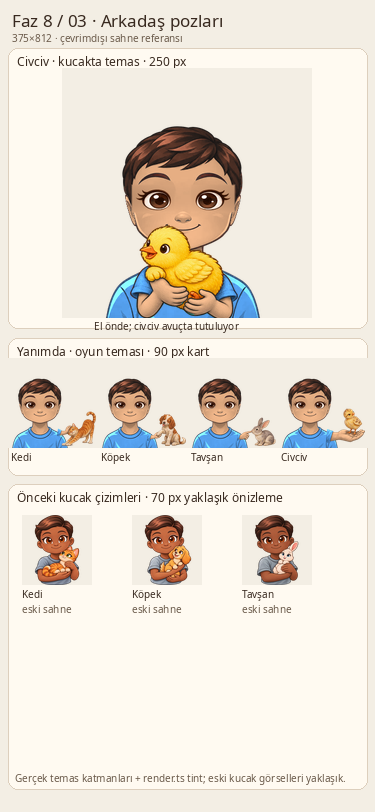 Faz 8 / 03 · Arkadaş pozları
375×812 · çevrimdışı sahne referansı
Civciv · kucakta temas · 250 px
El önde; civciv avuçta tutuluyor
Yanımda · oyun teması · 90 px kart
Kedi Köpek Tavşan Civciv
Önceki kucak çizimleri · 70 px yaklaşık önizleme
Kedi Köpek Tavşan
eski sahne eski sahne eski sahne
Gerçek temas katmanları + render.ts tint; eski kucak görselleri yaklaşık.